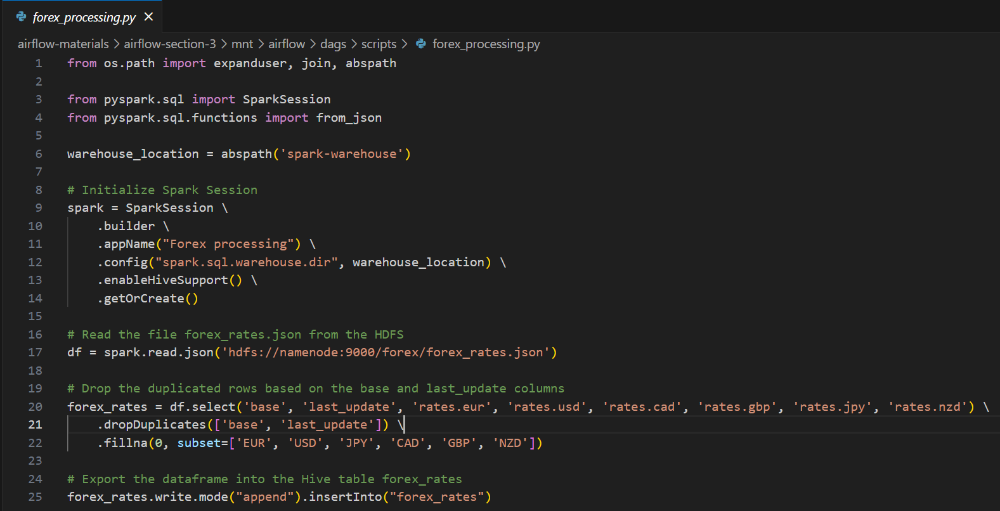 forex_processing.py ×
airflow-materials > airflow-section-3 > mnt > airflow > dags > scripts > forex_processing.py
1 from os.path import expanduser, join, abspath
2
3 from pyspark.sql import SparkSession
4 from pyspark.sql.functions import from_json
5
6 warehouse_location = abspath('spark-warehouse')
7
8 # Initialize Spark Session
9 spark = SparkSession \
10     .builder \
11     .appName("Forex processing") \
12     .config("spark.sql.warehouse.dir", warehouse_location) \
13     .enableHiveSupport() \
14     .getOrCreate()
15
16 # Read the file forex_rates.json from the HDFS
17 df = spark.read.json('hdfs://namenode:9000/forex/forex_rates.json')
18
19 # Drop the duplicated rows based on the base and last_update columns
20 forex_rates = df.select('base', 'last_update', 'rates.eur', 'rates.usd', 'rates.cad', 'rates.gbp', 'rates.jpy', 'rates.nzd') \
21     .dropDuplicates(['base', 'last_update']) \
22     .fillna(0, subset=['EUR', 'USD', 'JPY', 'CAD', 'GBP', 'NZD'])
23
24 # Export the dataframe into the Hive table forex_rates
25 forex_rates.write.mode("append").insertInto("forex_rates")